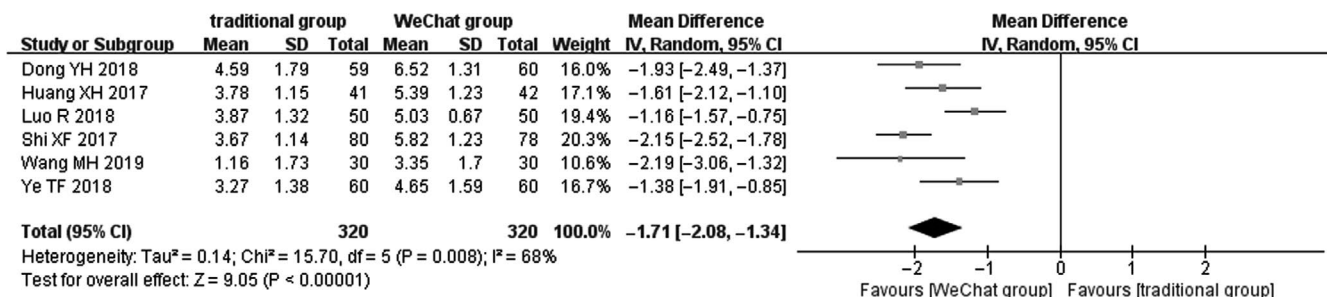 traditional group WeChat group Mean Difference Mean Difference
Study or Subgroup Mean SD Total Mean SD Total Weight IV, Random, 95% CI IV, Random, 95% CI
Dong YH 2018 4.59 1.79 59 6.52 1.31 60 16.0% −1.93 [−2.49, −1.37]
Huang XH 2017 3.78 1.15 41 5.39 1.23 42 17.1% −1.61 [−2.12, −1.10]
Luo R 2018 3.87 1.32 50 5.03 0.67 50 19.4% −1.16 [−1.57, −0.75]
Shi XF 2017 3.67 1.14 80 5.82 1.23 78 20.3% −2.15 [−2.52, −1.78]
Wang MH 2019 1.16 1.73 30 3.35 1.7 30 10.6% −2.19 [−3.06, −1.32]
Ye TF 2018 3.27 1.38 60 4.65 1.59 60 16.7% −1.38 [−1.91, −0.85]
Total (95% CI) 320 320 100.0% −1.71 [−2.08, −1.34]
Heterogeneity: Tau² = 0.14; Chi² = 15.70, df = 5 (P = 0.008); I² = 68%
Test for overall effect: Z = 9.05 (P < 0.00001)
−2 −1 0 1 2
Favours [WeChat group] Favours [traditional group]